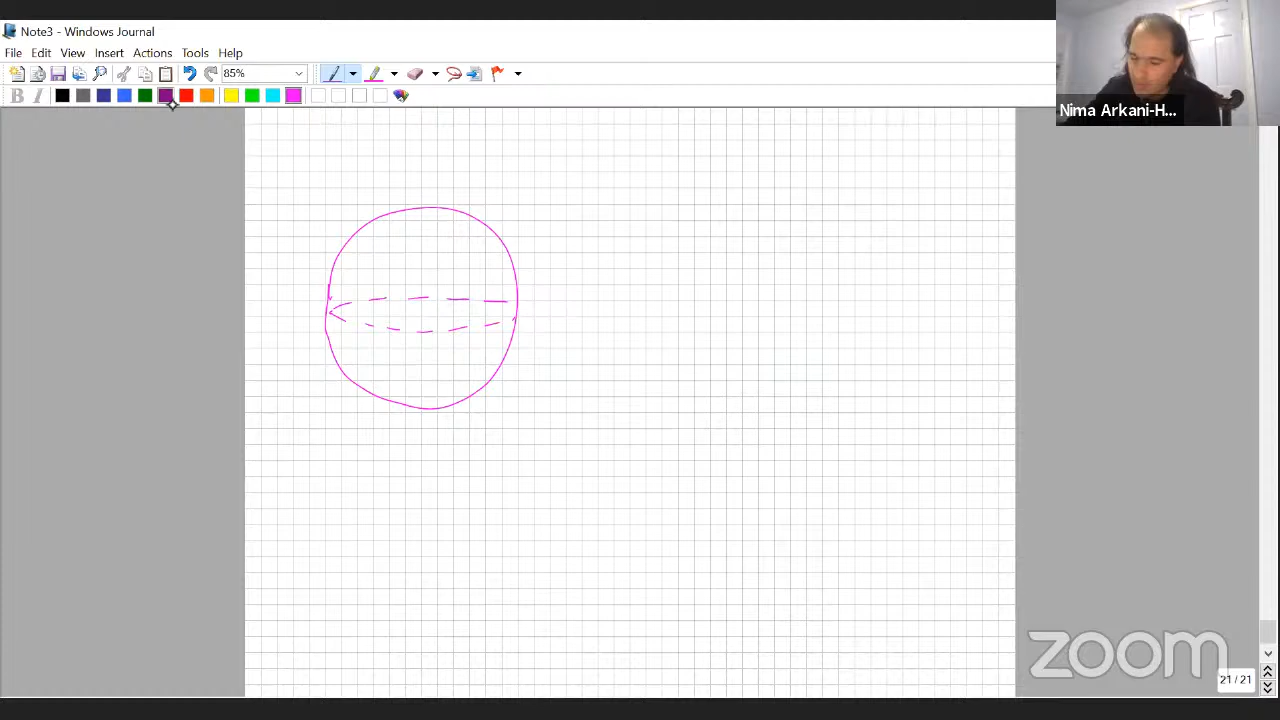 Note3 - Windows Journal
File Edit View Insert Actions Tools Help
85%
B I
Nima Arkani-H...
zoom
21 / 21